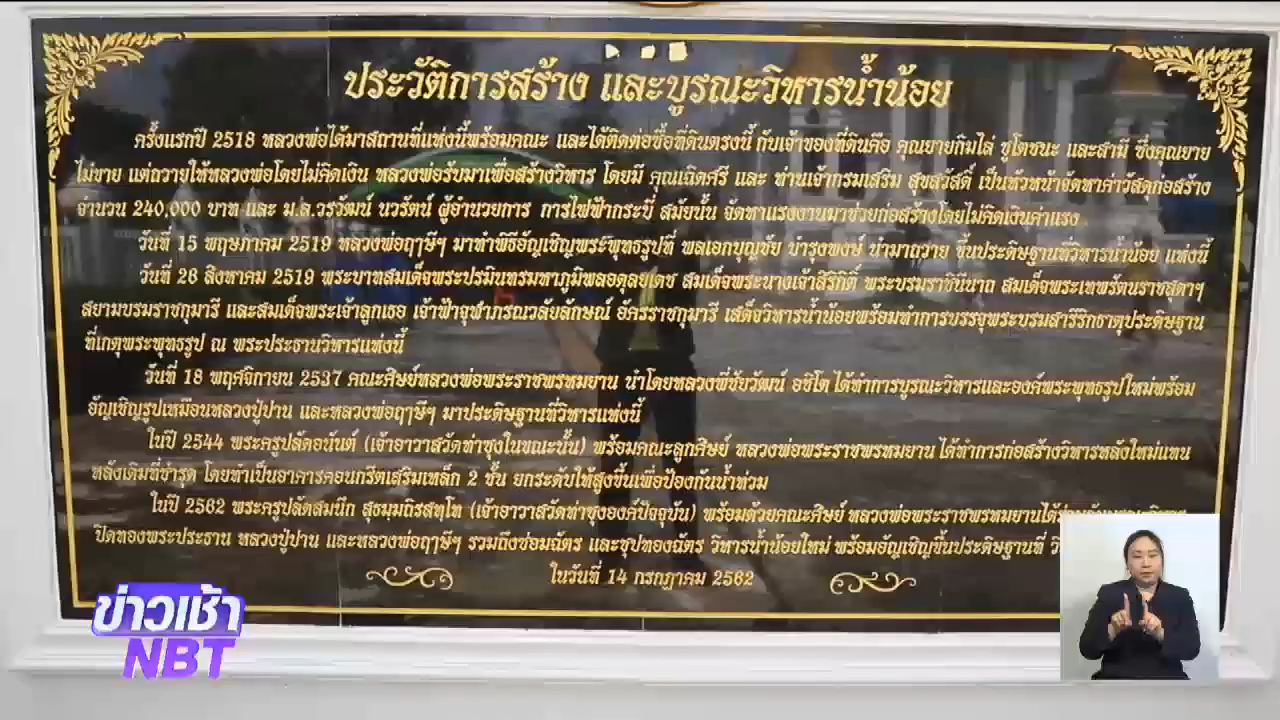 ประวัติการสร้าง และบูรณะวิหารน้ำน้อย
ครั้งแรกปี 2518 หลวงพ่อได้มาสถานที่แห่งนี้พร้อมคณะ และได้ติดต่อซื้อที่ดินตรงนี้ กับเจ้าของที่ดินคือ คุณยายกิมไล่ ชูโตชนะ และสามี ซึ่งคุณยาย
ไม่ขาย แต่ถวายให้หลวงพ่อโดยไม่คิดเงิน หลวงพ่อรับมาเพื่อสร้างวิหาร โดยมี คุณเฉิดศรี และ ท่านเจ้ากรมเสริม สุขสวัสดิ์ เป็นหัวหน้าจัดหาค่าวัสดุก่อสร้าง
จำนวน 240,000 บาท และ ม.ล.วรวัฒน์ นวรัตน์ ผู้อำนวยการ การไฟฟ้ากระบี่ สมัยนั้น จัดหาแรงงานมาช่วยก่อสร้างโดยไม่คิดเงินค่าแรง
วันที่ 15 พฤษภาคม 2519 หลวงพ่อฤาษีฯ มาทำพิธีอัญเชิญพระพุทธรูปที่ พลเอกบุญชัย บำรุงพงษ์ นำมาถวาย ขึ้นประดิษฐานที่วิหารน้ำน้อย แห่งนี้
วันที่ 26 สิงหาคม 2519 พระบาทสมเด็จพระปรมินทรมหาภูมิพลอดุลยเดช สมเด็จพระนางเจ้าสิริกิติ์ พระบรมราชินีนาถ สมเด็จพระเทพรัตนราชสุดาฯ
สยามบรมราชกุมารี และสมเด็จพระเจ้าลูกเธอ เจ้าฟ้าจุฬาภรณวลัยลักษณ์ อัครราชกุมารี เสด็จวิหารน้ำน้อยพร้อมทำการบรรจุพระบรมสารีริกธาตุประดิษฐาน
ที่เกตุพระพุทธรูป ณ พระประธานวิหารแห่งนี้
วันที่ 18 พฤศจิกายน 2537 คณะศิษย์หลวงพ่อพระราชพรหมยาน นำโดยหลวงพี่ชัยวัฒน์ อชิโต ได้ทำการบูรณะวิหารและองค์พระพุทธรูปใหม่พร้อม
อัญเชิญรูปเหมือนหลวงปู่ปาน และหลวงพ่อฤาษีฯ มาประดิษฐานที่วิหารแห่งนี้
ในปี 2544 พระครูปลัดอนันต์ (เจ้าอาวาสวัดท่าซุงในขณะนั้น) พร้อมคณะลูกศิษย์ หลวงพ่อพระราชพรหมยาน ได้ทำการก่อสร้างวิหารหลังใหม่แทน
หลังเดิมที่ชำรุด โดยทำเป็นอาคารคอนกรีตเสริมเหล็ก 2 ชั้น ยกระดับให้สูงขึ้นเพื่อป้องกันน้ำท่วม
ในปี 2562 พระครูปลัดสมนึก สุธมฺมถิรสทฺโท (เจ้าอาวาสวัดท่าซุงองค์ปัจจุบัน) พร้อมด้วยคณะศิษย์ หลวงพ่อพระราชพรหมยานได้
ปิดทองพระประธาน หลวงปู่ปาน และหลวงพ่อฤาษีฯ รวมถึงซ่อมฉัตร และชุปทองฉัตร วิหารน้ำน้อยใหม่ พร้อมอัญเชิญขึ้นประดิษฐานที่
ในวันที่ 14 กรกฎาคม 2562
ข่าวเช้า
NBT